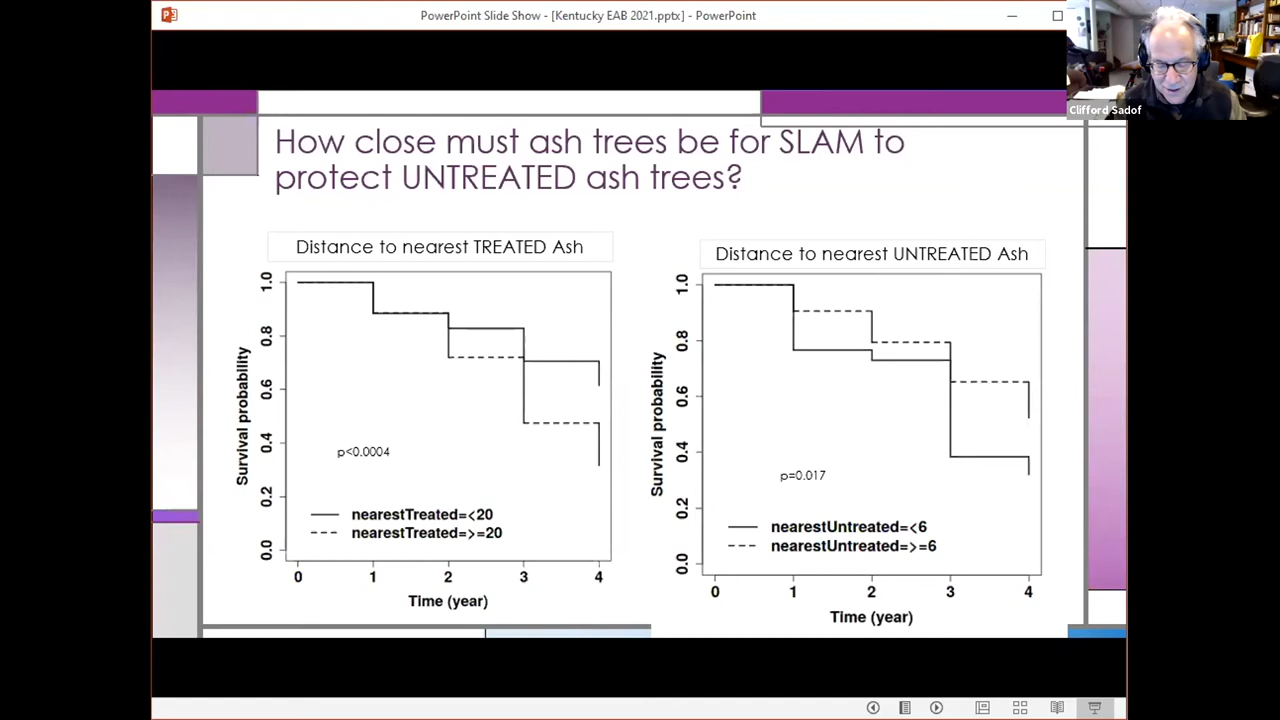 PowerPoint Slide Show - [Kentucky EAB 2021.pptx] - PowerPoint
Clifford Sadof
How close must ash trees be for SLAM to
protect UNTREATED ash trees?
Distance to nearest TREATED Ash
Survival probability
1.0
0.8
0.6
0.4
0.2
0.0
p<0.0004
nearestTreated=<20
nearestTreated=>=20
0 1 2 3 4
Time (year)
Distance to nearest UNTREATED Ash
Survival probability
1.0
0.8
0.6
0.4
0.2
0.0
p=0.017
nearestUntreated=<6
nearestUntreated=>=6
0 1 2 3 4
Time (year)